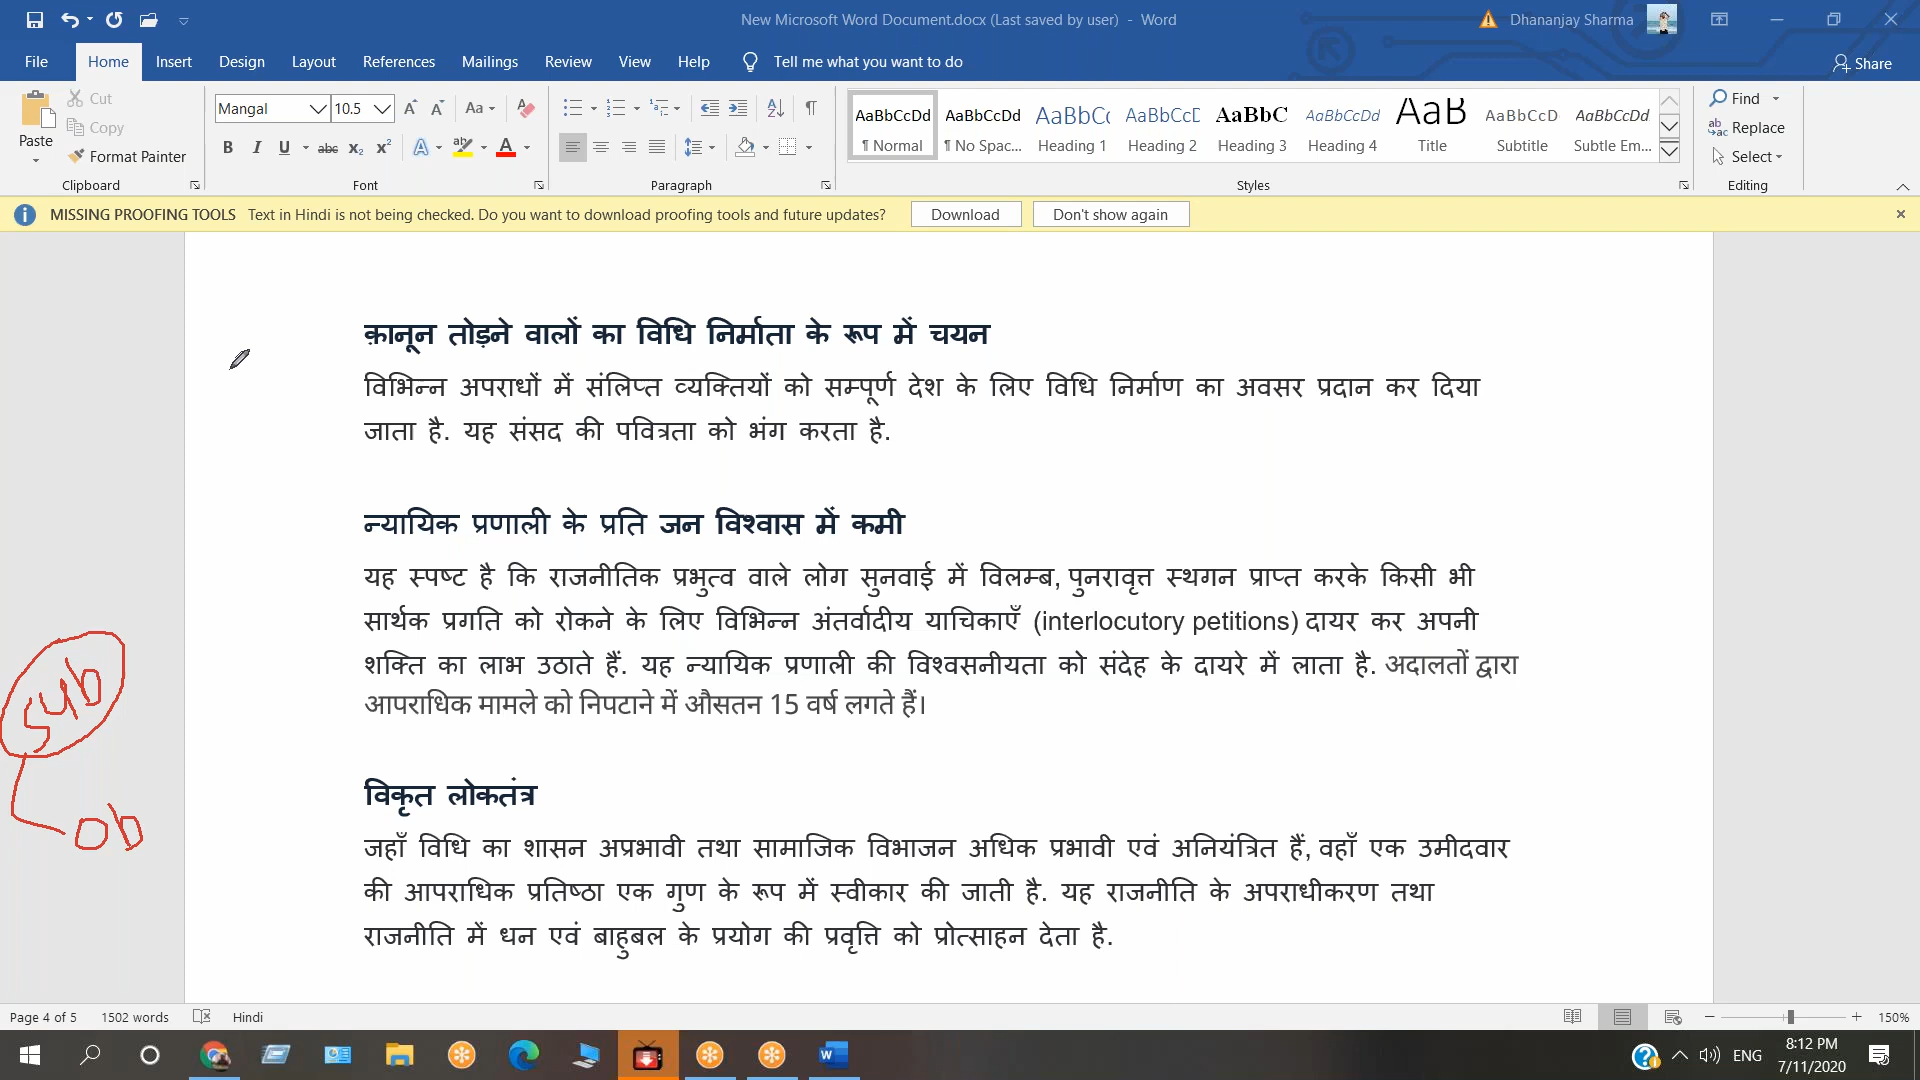 New Microsoft Word Document.docx (Last saved by user) - Word
Dhananjay Sharma
File Home Insert Design Layout References Mailings Review View Help Tell me what you want to do
Share
Paste
Cut
Copy
Format Painter
Clipboard
Mangal 10.5
Font
Paragraph
AaBbCcDd AaBbCcDd AaBbCc AaBbCcD AaBbC AaBbCcDd AaB AaBbCcD AaBbCcDd
¶ Normal ¶ No Spac... Heading 1 Heading 2 Heading 3 Heading 4 Title Subtitle Subtle Em...
Styles
Find
Replace
Select
Editing
MISSING PROOFING TOOLS Text in Hindi is not being checked. Do you want to download proofing tools and future updates? Download Don't show again
क़ानून तोड़ने वालों का विधि निर्माता के रूप में चयन
विभिन्न अपराधों में संलिप्त व्यक्तियों को सम्पूर्ण देश के लिए विधि निर्माण का अवसर प्रदान कर दिया
जाता है. यह संसद की पवित्रता को भंग करता है.
न्यायिक प्रणाली के प्रति जन विश्वास में कमी
यह स्पष्ट है कि राजनीतिक प्रभुत्व वाले लोग सुनवाई में विलम्ब, पुनरावृत्त स्थगन प्राप्त करके किसी भी
सार्थक प्रगति को रोकने के लिए विभिन्न अंतर्वादीय याचिकाएँ (interlocutory petitions) दायर कर अपनी
शक्ति का लाभ उठाते हैं. यह न्यायिक प्रणाली की विश्वसनीयता को संदेह के दायरे में लाता है. अदालतों द्वारा
आपराधिक मामले को निपटाने में औसतन 15 वर्ष लगते हैं।
विकृत लोकतंत्र
जहाँ विधि का शासन अप्रभावी तथा सामाजिक विभाजन अधिक प्रभावी एवं अनियंत्रित हैं, वहाँ एक उमीदवार
की आपराधिक प्रतिष्ठा एक गुण के रूप में स्वीकार की जाती है. यह राजनीति के अपराधीकरण तथा
राजनीति में धन एवं बाहुबल के प्रयोग की प्रवृत्ति को प्रोत्साहन देता है.
sub
ob
Page 4 of 5 1502 words Hindi
150%
ENG
8:12 PM
7/11/2020